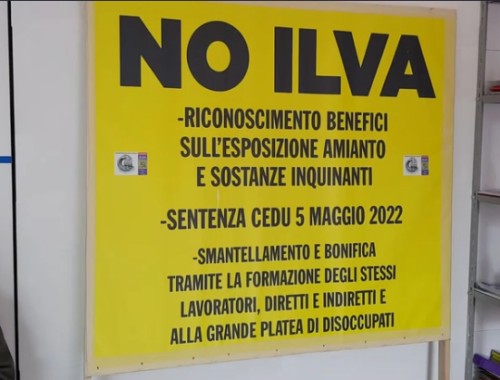 NO ILVA
-RICONOSCIMENTO BENEFICI
SULL'ESPOSIZIONE AMIANTO
E SOSTANZE INQUINANTI
-SENTENZA CEDU 5 MAGGIO 2022
-SMANTELLAMENTO E BONIFICA
TRAMITE LA FORMAZIONE DEGLI STESSI
LAVORATORI, DIRETTI E INDIRETTI E
ALLA GRANDE PLATEA DI DISOCCUPATI